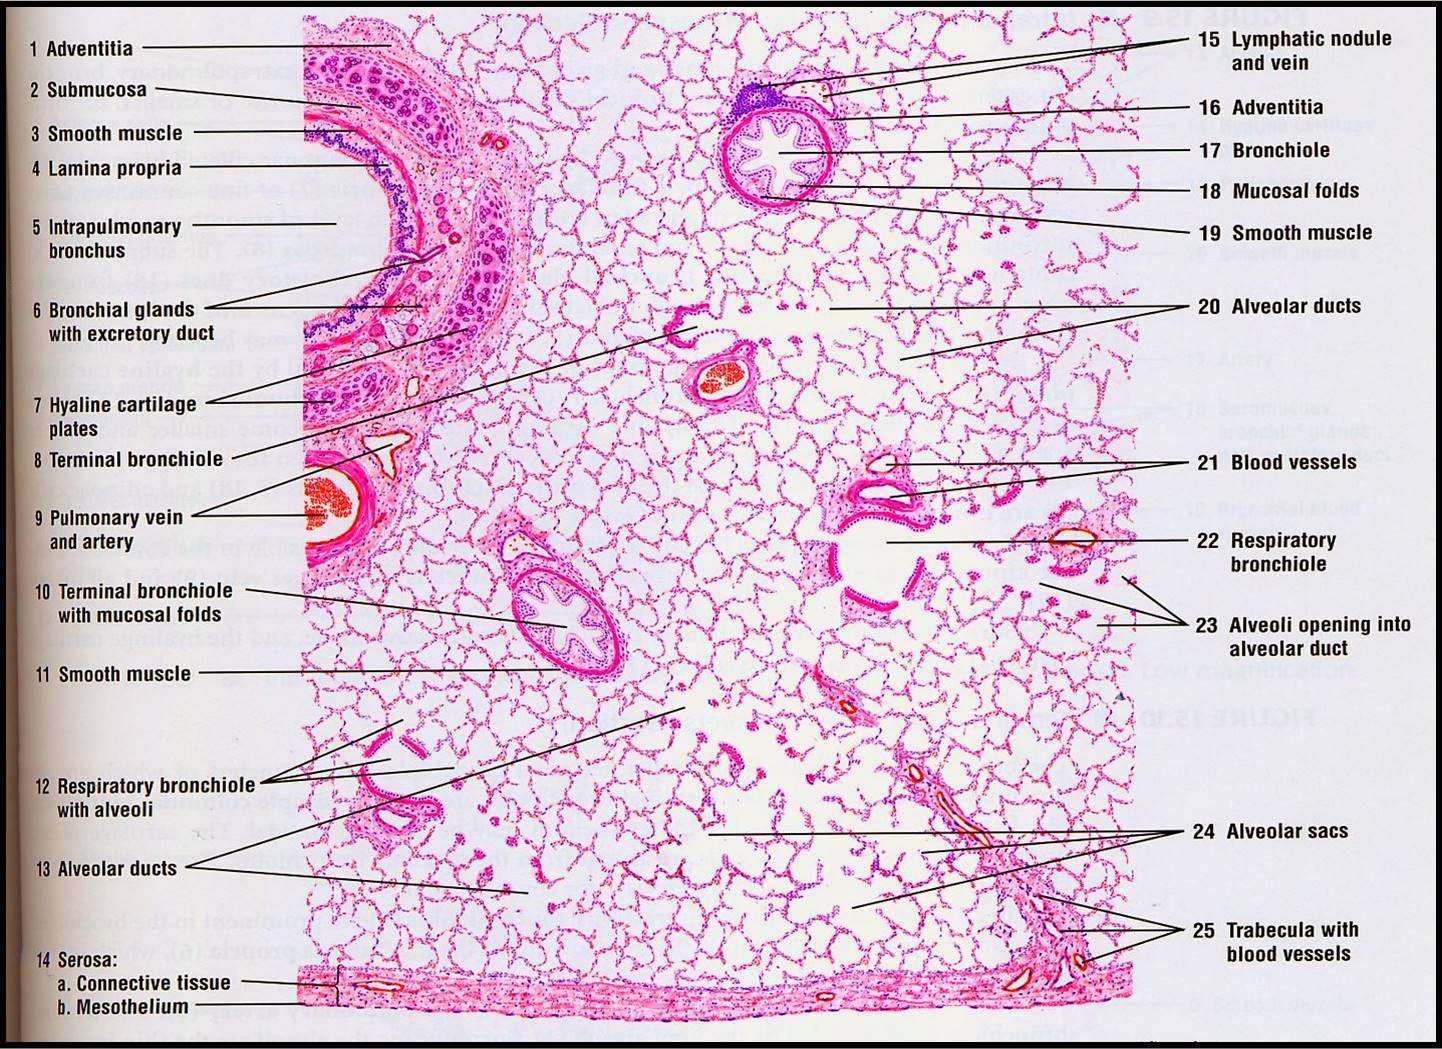 1 Adventitia
2 Submucosa
3 Smooth muscle
4 Lamina propria
5 Intrapulmonary
bronchus
6 Bronchial glands
with excretory duct
7 Hyaline cartilage
plates
8 Terminal bronchiole
9 Pulmonary vein
and artery
10 Terminal bronchiole
with mucosal folds
11 Smooth muscle
12 Respiratory bronchiole
with alveoli
13 Alveolar ducts
14 Serosa:
a. Connective tissue
b. Mesothelium
15 Lymphatic nodule
and vein
16 Adventitia
17 Bronchiole
18 Mucosal folds
19 Smooth muscle
20 Alveolar ducts
21 Blood vessels
22 Respiratory
bronchiole
23 Alveoli opening into
alveolar duct
24 Alveolar sacs
25 Trabecula with
blood vessels